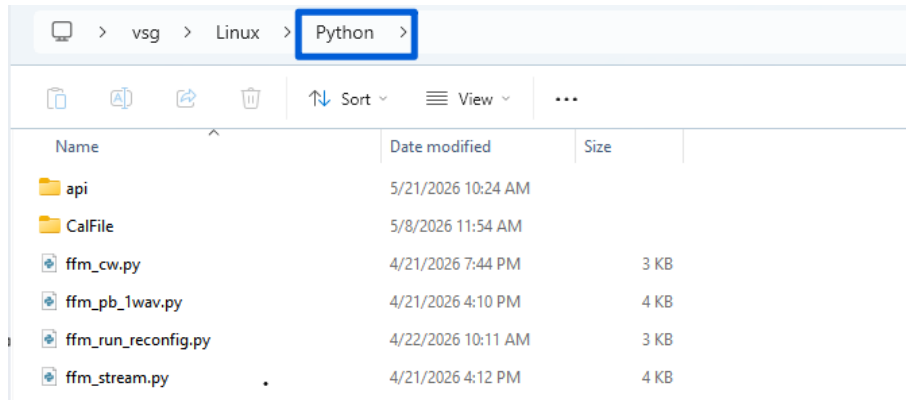 vsg > Linux > Python >
Sort View ...
Name Date modified Size
api 5/21/2026 10:24 AM
CalFile 5/8/2026 11:54 AM
ffm_cw.py 4/21/2026 7:44 PM 3 KB
ffm_pb_1wav.py 4/21/2026 4:10 PM 4 KB
ffm_run_reconfig.py 4/22/2026 10:11 AM 3 KB
ffm_stream.py 4/21/2026 4:12 PM 4 KB